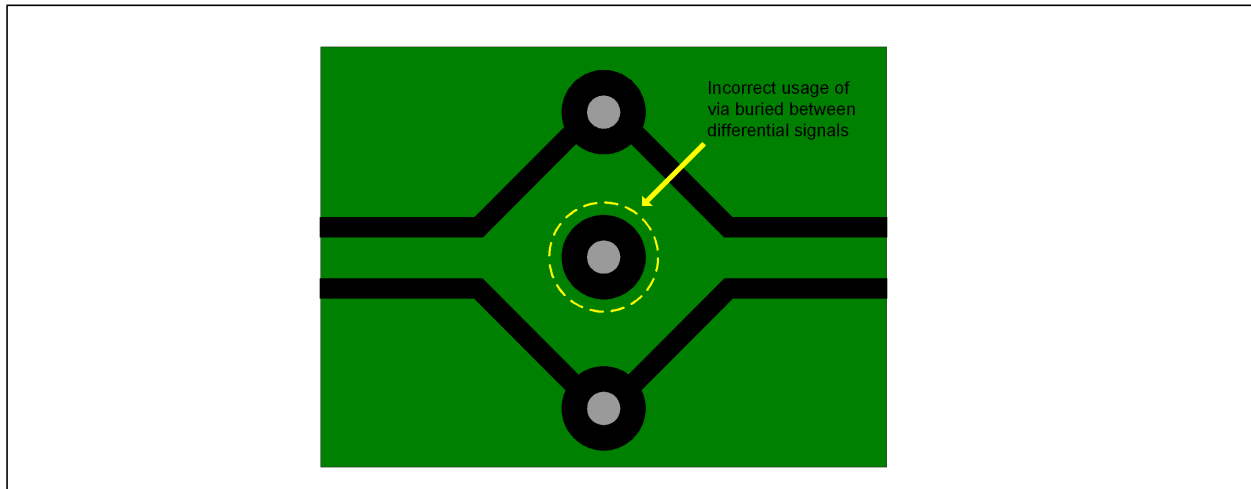 Incorrect usage of
via buried between
differential signals